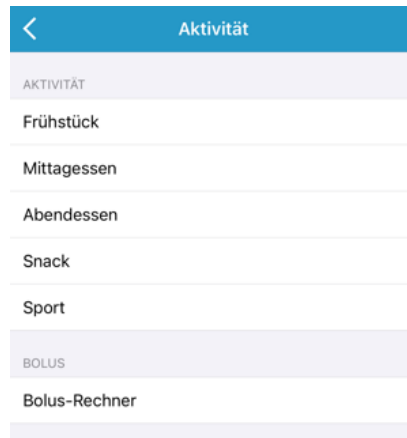 Aktivität
AKTIVITÄT
Frühstück
Mittagessen
Abendessen
Snack
Sport
BOLUS
Bolus-Rechner